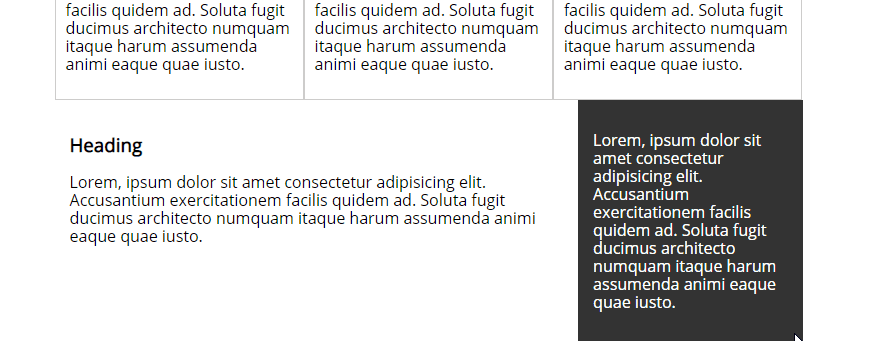 facilis quidem ad. Soluta fugit
ducimus architecto numquam
itaque harum assumenda
animi eaque quae iusto.
facilis quidem ad. Soluta fugit
ducimus architecto numquam
itaque harum assumenda
animi eaque quae iusto.
facilis quidem ad. Soluta fugit
ducimus architecto numquam
itaque harum assumenda
animi eaque quae iusto.
Heading
Lorem, ipsum dolor sit amet consectetur adipisicing elit.
Accusantium exercitationem facilis quidem ad. Soluta fugit
ducimus architecto numquam itaque harum assumenda animi
eaque quae iusto.
Lorem, ipsum dolor sit
amet consectetur
adipisicing elit.
Accusantium
exercitationem facilis
quidem ad. Soluta fugit
ducimus architecto
numquam itaque harum
assumenda animi eaque
quae iusto.